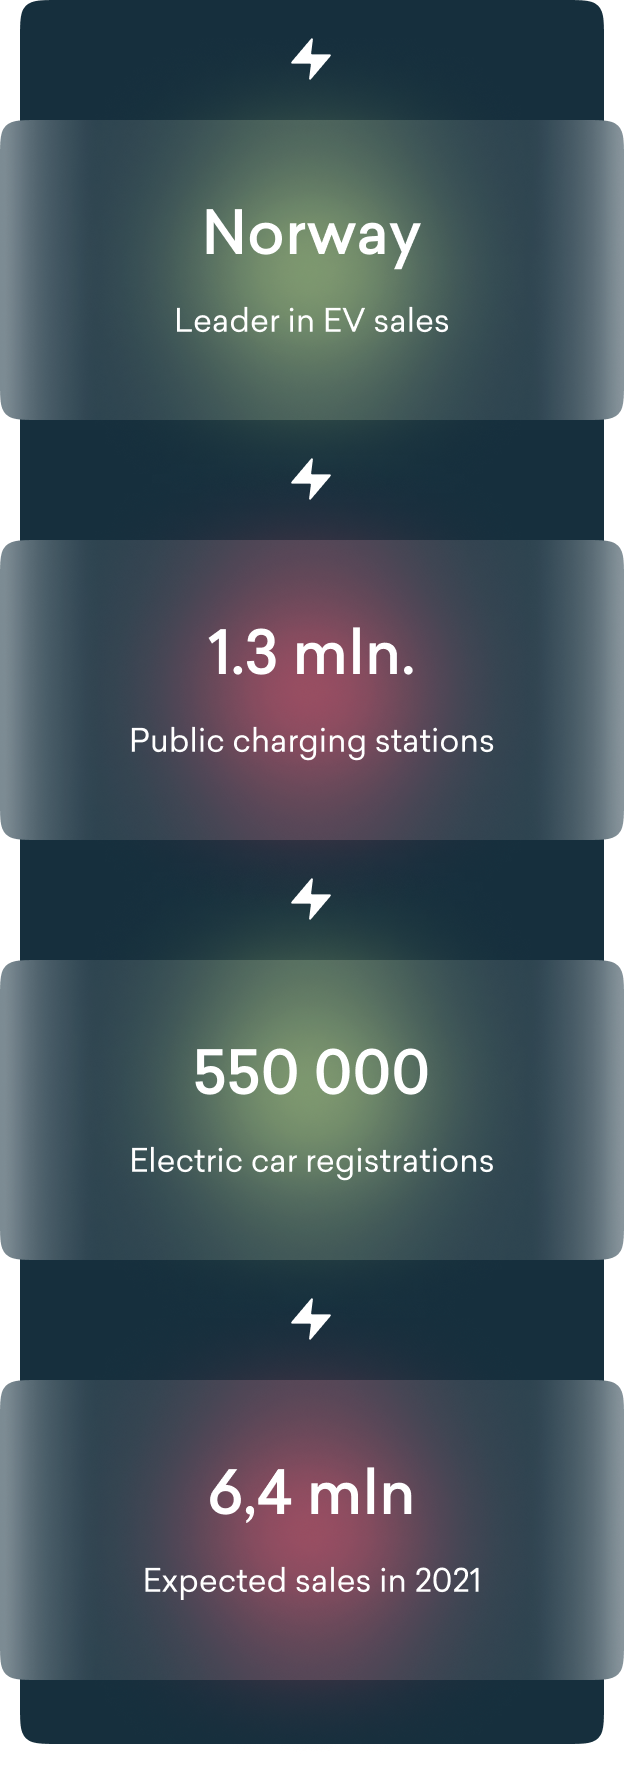 Norway
Leader in EV sales
1.3 mln.
Public charging stations
550 000
Electric car registrations
6,4 mln
Expected sales in 2021